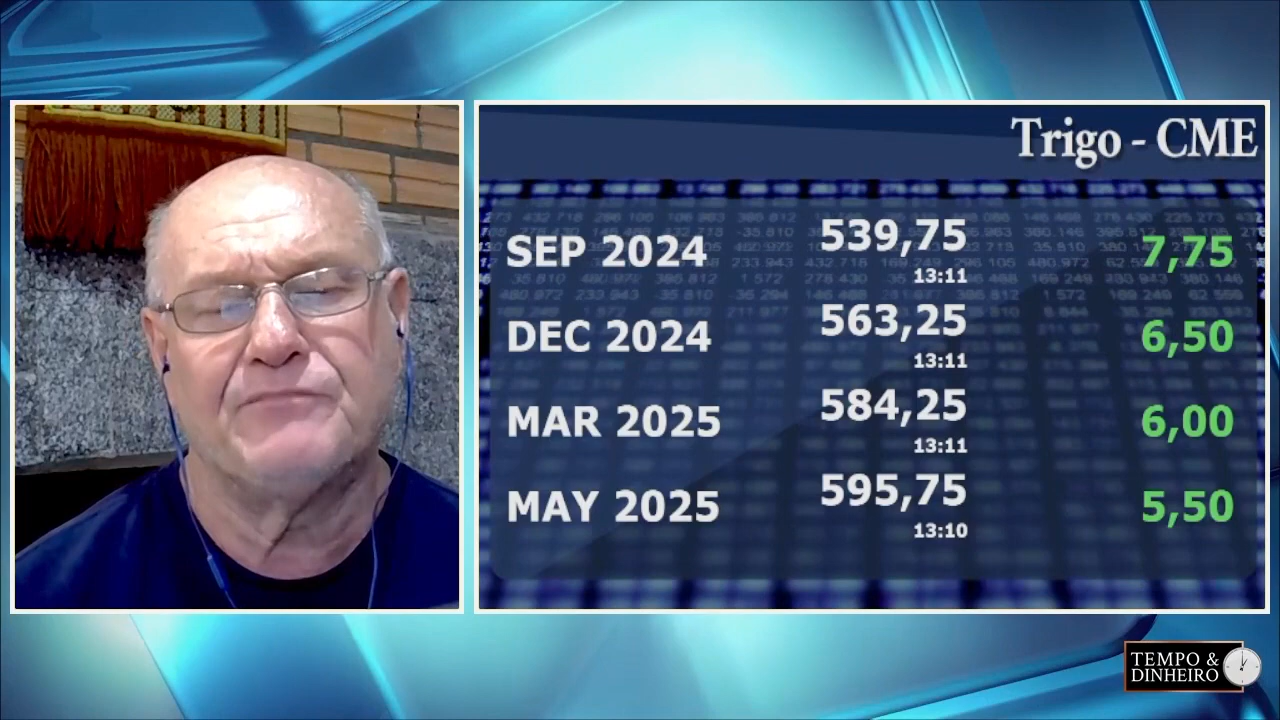 Trigo - CME
SEP 2024 539,75 7,75
13:11
DEC 2024 563,25 6,50
13:11
MAR 2025 584,25 6,00
13:11
MAY 2025 595,75 5,50
13:10
TEMPO &
DINHEIRO